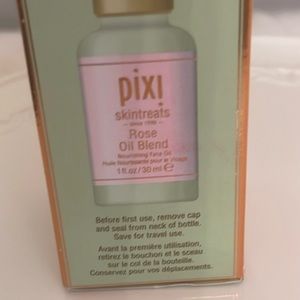 pixi
skintreats
– since 1999 –
Rose
Oil Blend
Nourishing Face Oil
Huile Nourrissante pour le Visage
1 fl oz / 30 ml ℮
Before first use, remove cap
and seal from neck of bottle.
Save for travel use.
Avant la première utilisation,
retirez le bouchon et le sceau
sur le col de la bouteille.
Conservez pour vos déplacements.